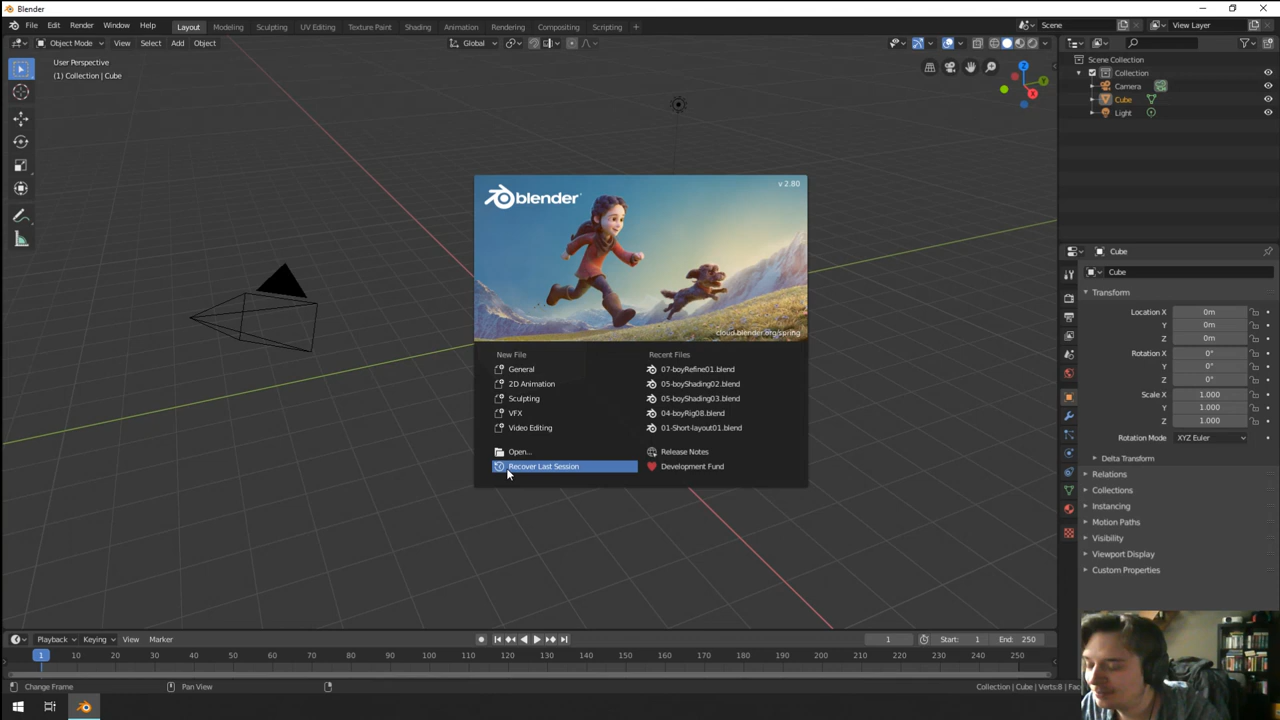 Blender
File Edit Render Window Help
Layout Modeling Sculpting UV Editing Texture Paint Shading Animation Rendering Compositing Scripting +
Scene
View Layer
Object Mode View Select Add Object
Global
User Perspective
(1) Collection | Cube
Z
Y
X
Scene Collection
Collection
Camera
Cube
Light
blender
v 2.80
cloud.blender.org/spring
New File
General
2D Animation
Sculpting
VFX
Video Editing
Open...
Recover Last Session
Recent Files
07-boyRefine01.blend
05-boyShading02.blend
05-boyShading03.blend
04-boyRig08.blend
01-Short-layout01.blend
Release Notes
Development Fund
Cube
Cube
Transform
Location X 0m
Y 0m
Z 0m
Rotation X 0°
Y 0°
Z 0°
Scale X 1.000
Y 1.000
Z 1.000
Rotation Mode XYZ Euler
Delta Transform
Relations
Collections
Instancing
Motion Paths
Visibility
Viewport Display
Custom Properties
Playback Keying View Marker
1 Start: 1 End: 250
1 10 20 30 40 50 60 70 80 90 100 110 120 130 140 150 160 170 180 190 200 210 220 230 240 250
Change Frame Pan View
Collection | Cube | Verts:8 |